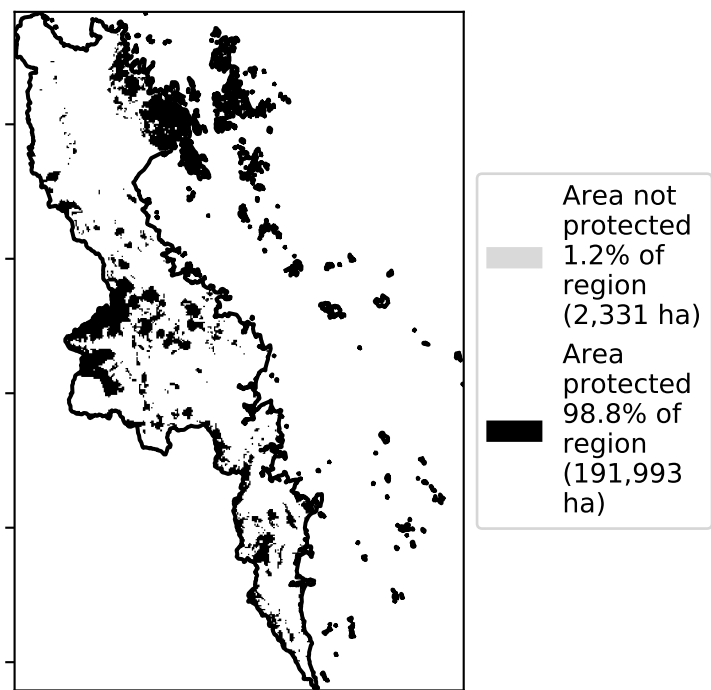 Area not
protected
1.2% of
region
(2,331 ha)
Area
protected
98.8% of
region
(191,993
ha)